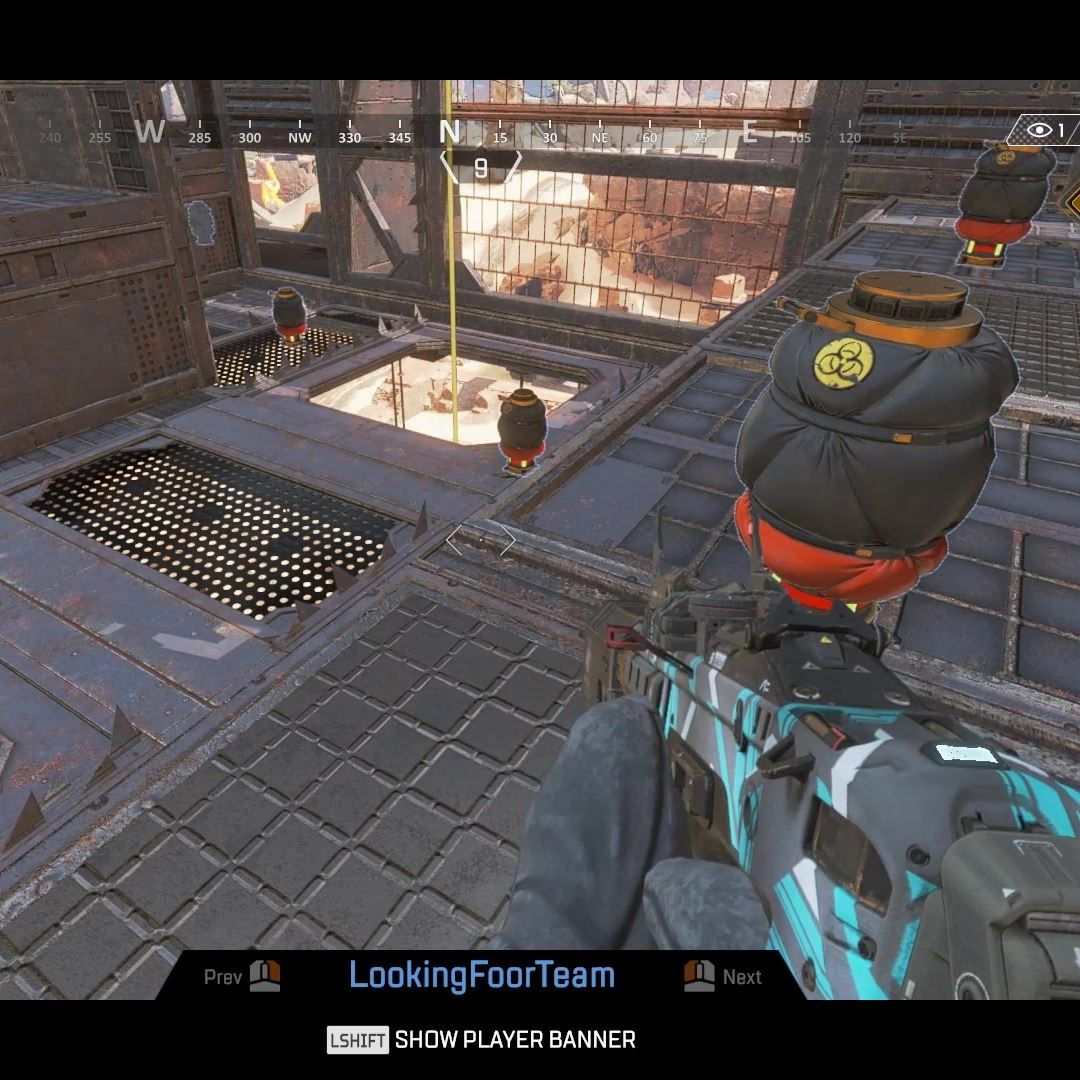 240 255 W 285 300 NW 330 345 N 15 30 NE 60 75 E 105 120 SE
1
9
Prev LookingFoorTeam Next
LSHIFT SHOW PLAYER BANNER